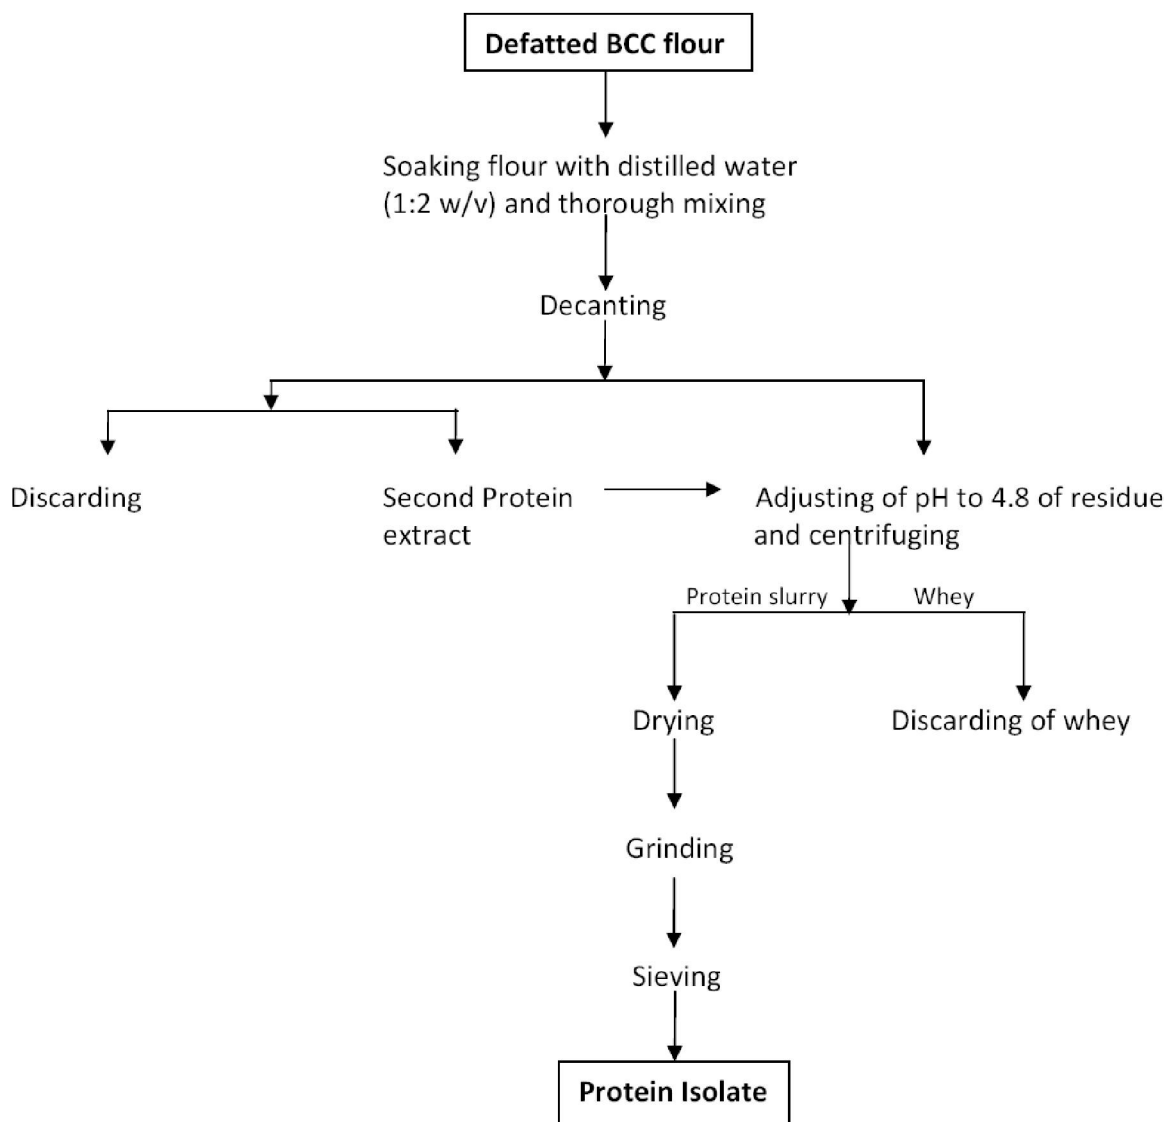 Defatted BCC flour
Soaking flour with distilled water
(1:2 w/v) and thorough mixing
Decanting
Discarding
Second Protein
extract
Adjusting of pH to 4.8 of residue
and centrifuging
Protein slurry
Whey
Drying
Discarding of whey
Grinding
Sieving
Protein Isolate